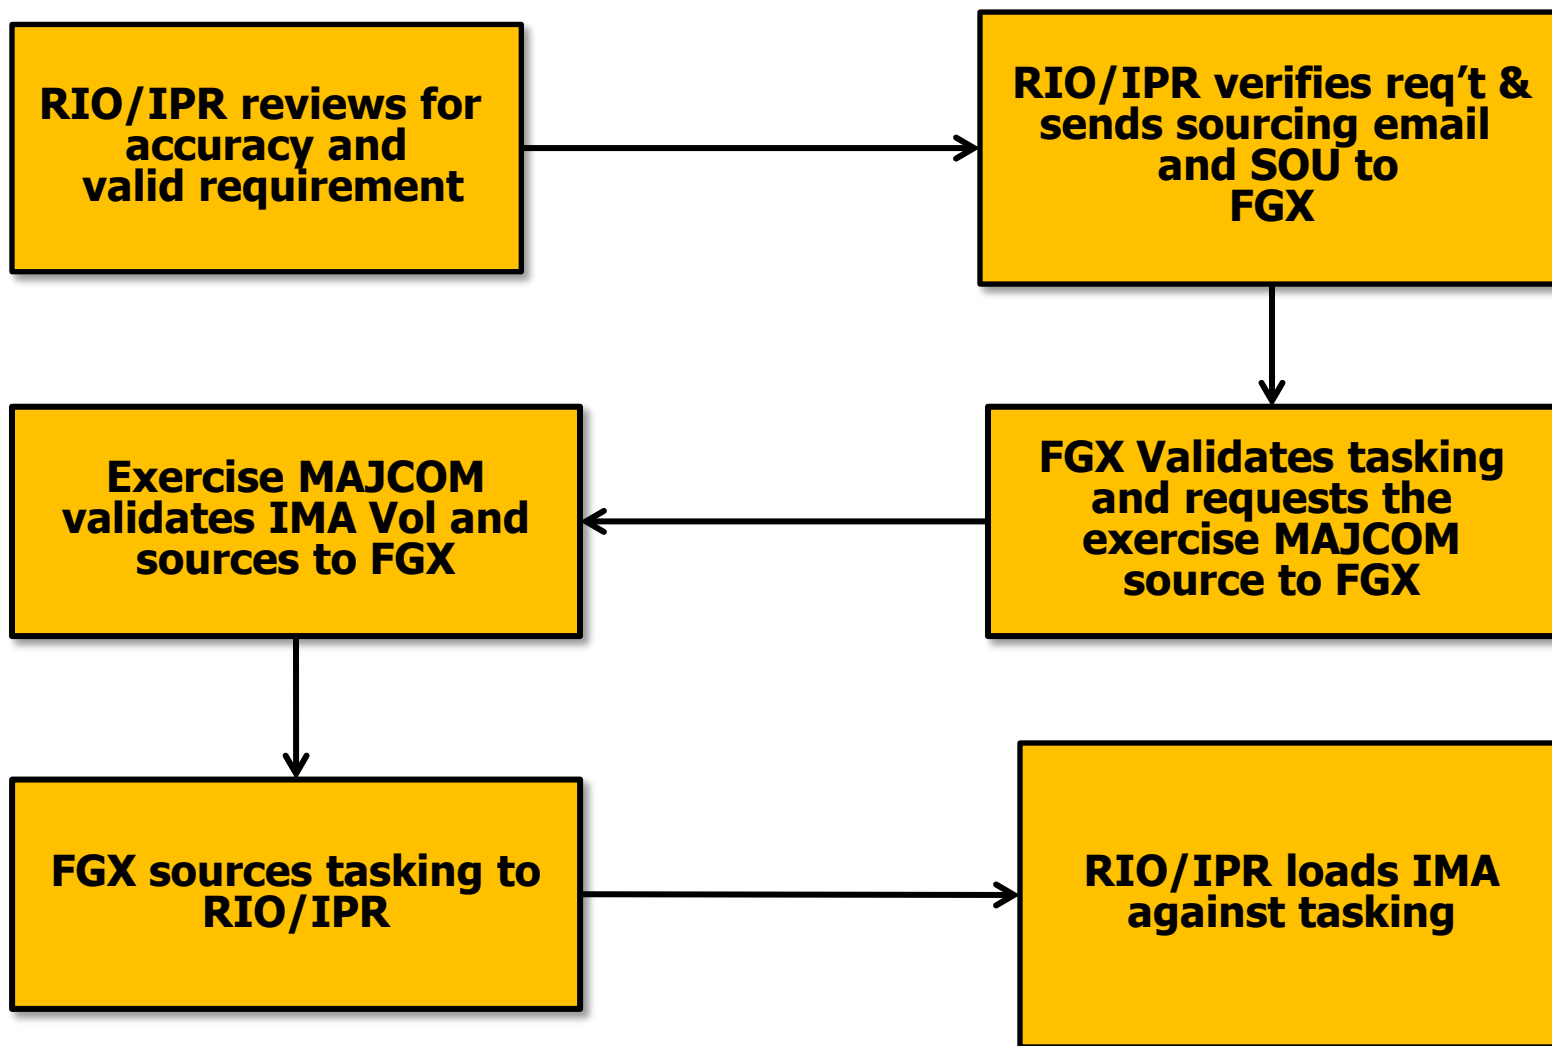 RIO/IPR reviews for
accuracy and
valid requirement
RIO/IPR verifies req’t &
sends sourcing email
and SOU to
FGX
FGX Validates tasking
and requests the
exercise MAJCOM
source to FGX
Exercise MAJCOM
validates IMA Vol and
sources to FGX
FGX sources tasking to
RIO/IPR
RIO/IPR loads IMA
against tasking